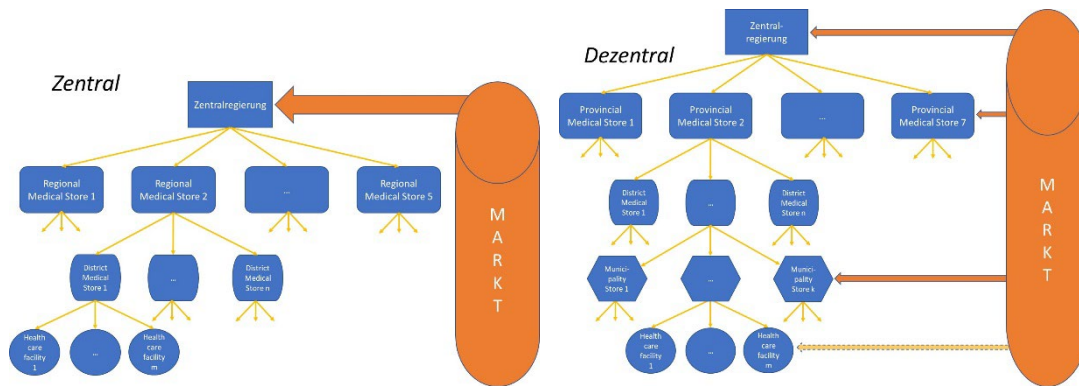 Zentral
Zentralregierung
Regional
Medical Store 1
Regional
Medical Store 2
...
Regional
Medical Store 5
District
Medical
Store 1
...
District
Medical
Store n
Health
care
facility
1
...
Health
care
facility
m
M
A
R
K
T
Dezentral
Zentral-
regierung
Provincial
Medical Store 1
Provincial
Medical Store 2
...
Provincial
Medical Store 7
District
Medical
Store 1
...
District
Medical
Store n
Munici-
pality
Store 1
...
Munici-
pality
Store k
Health
care
facility
1
...
Health
care
facility
m
M
A
R
K
T